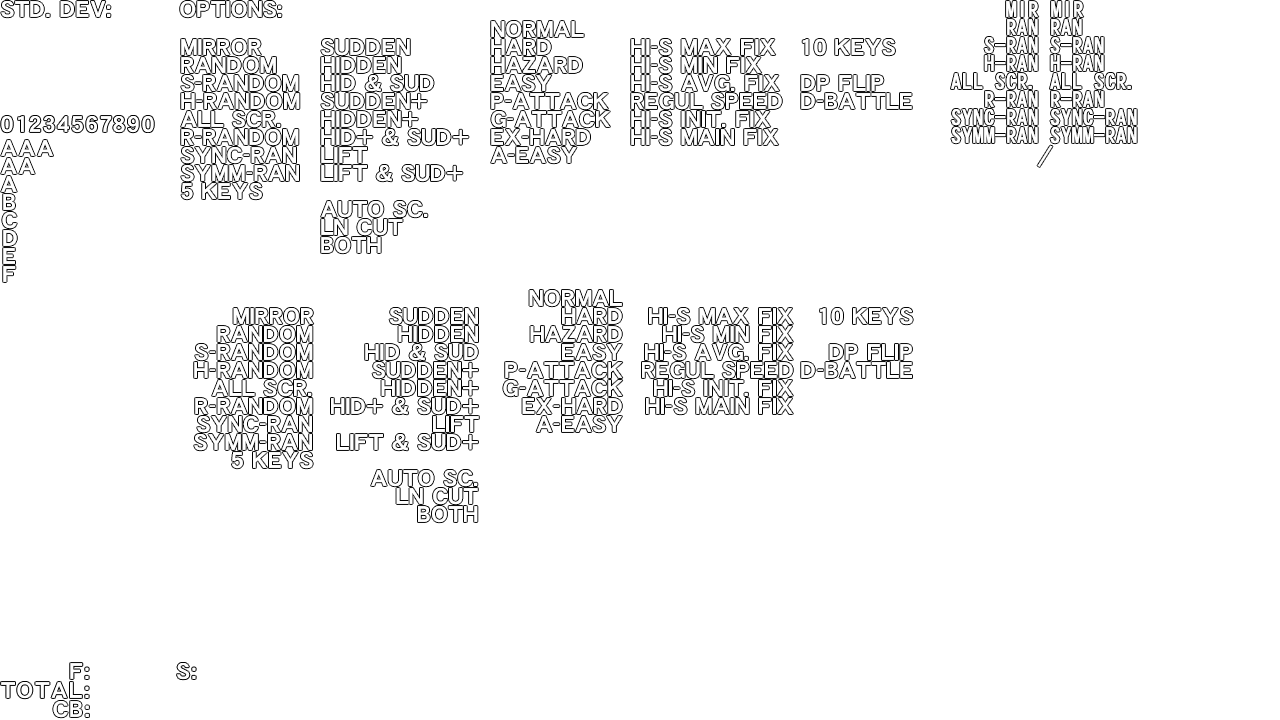 STD. DEV: OPTIONS: MIR MIR
NORMAL RAN RAN
MIRROR SUDDEN HARD HI-S MAX FIX 10 KEYS S-RAN S-RAN
RANDOM HIDDEN HAZARD HI-S MIN FIX H-RAN H-RAN
S-RANDOM HID & SUD EASY HI-S AVG. FIX DP FLIP ALL SCR. ALL SCR.
H-RANDOM SUDDEN+ P-ATTACK REGUL SPEED D-BATTLE R-RAN R-RAN
01234567890 ALL SCR. HIDDEN+ G-ATTACK HI-S INIT. FIX SYNC-RAN SYNC-RAN
R-RANDOM HID+ & SUD+ EX-HARD HI-S MAIN FIX SYMM-RAN SYMM-RAN
AAA SYNC-RAN LIFT A-EASY /
AA SYMM-RAN LIFT & SUD+
A 5 KEYS
B AUTO SC.
C LN CUT
D BOTH
E
F
NORMAL
MIRROR SUDDEN HARD HI-S MAX FIX 10 KEYS
RANDOM HIDDEN HAZARD HI-S MIN FIX
S-RANDOM HID & SUD EASY HI-S AVG. FIX DP FLIP
H-RANDOM SUDDEN+ P-ATTACK REGUL SPEED D-BATTLE
ALL SCR. HIDDEN+ G-ATTACK HI-S INIT. FIX
R-RANDOM HID+ & SUD+ EX-HARD HI-S MAIN FIX
SYNC-RAN LIFT A-EASY
SYMM-RAN LIFT & SUD+
5 KEYS
AUTO SC.
LN CUT
BOTH
F: S:
TOTAL:
CB: